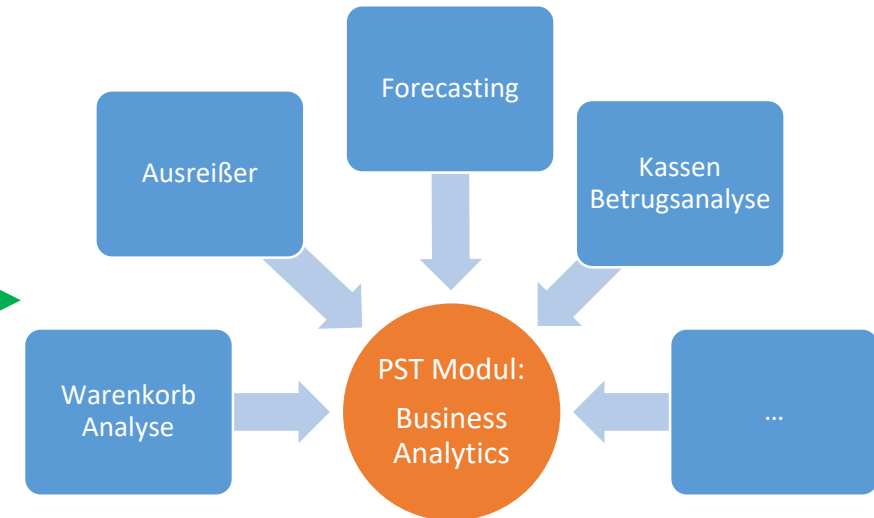 Forecasting
Ausreißer
Kassen
Betrugsanalyse
Warenkorb
Analyse
PST Modul:
Business
Analytics
...